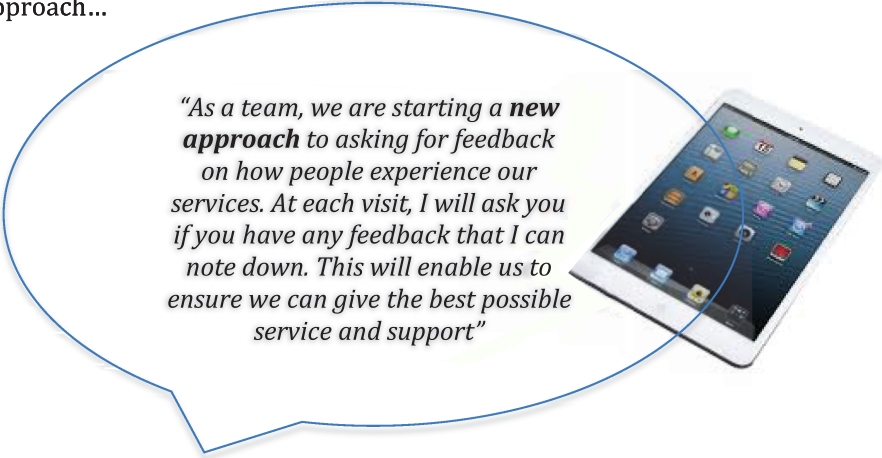 pproach…
“As a team, we are starting a new
approach to asking for feedback
on how people experience our
services. At each visit, I will ask you
if you have any feedback that I can
note down. This will enable us to
ensure we can give the best possible
service and support”